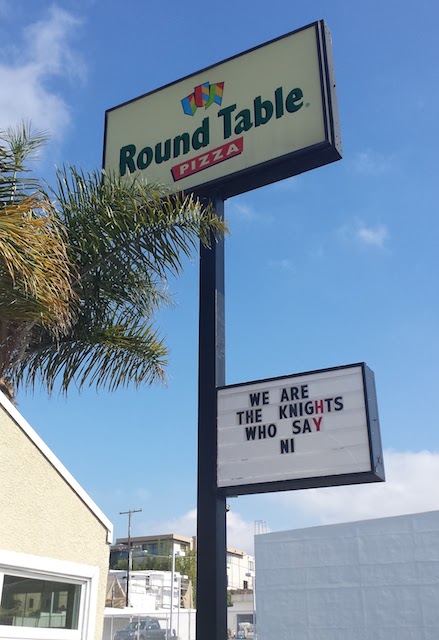 Round Table®
PIZZA
WE ARE
THE KNIGHTS
WHO SAY
NI